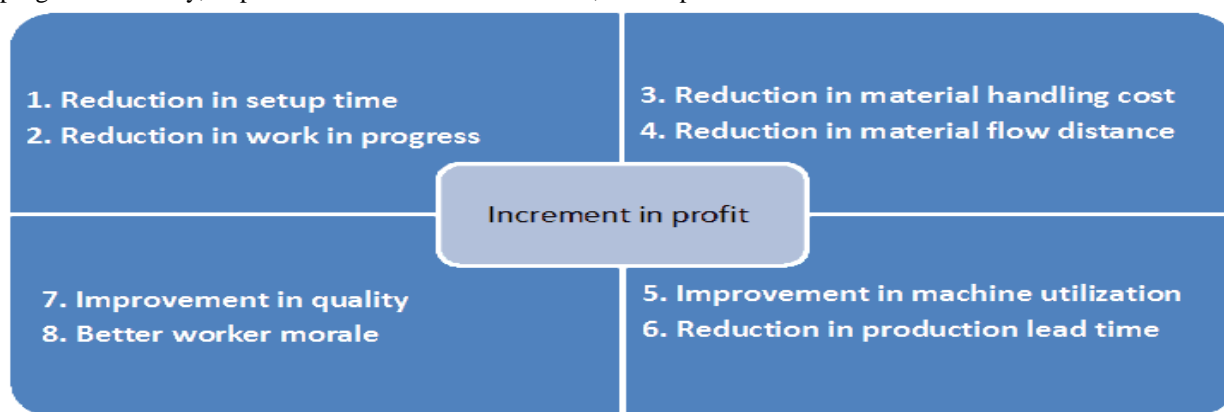 1. Reduction in setup time
2. Reduction in work in progress
3. Reduction in material handling cost
4. Reduction in material flow distance
Increment in profit
7. Improvement in quality
8. Better worker morale
5. Improvement in machine utilization
6. Reduction in production lead time